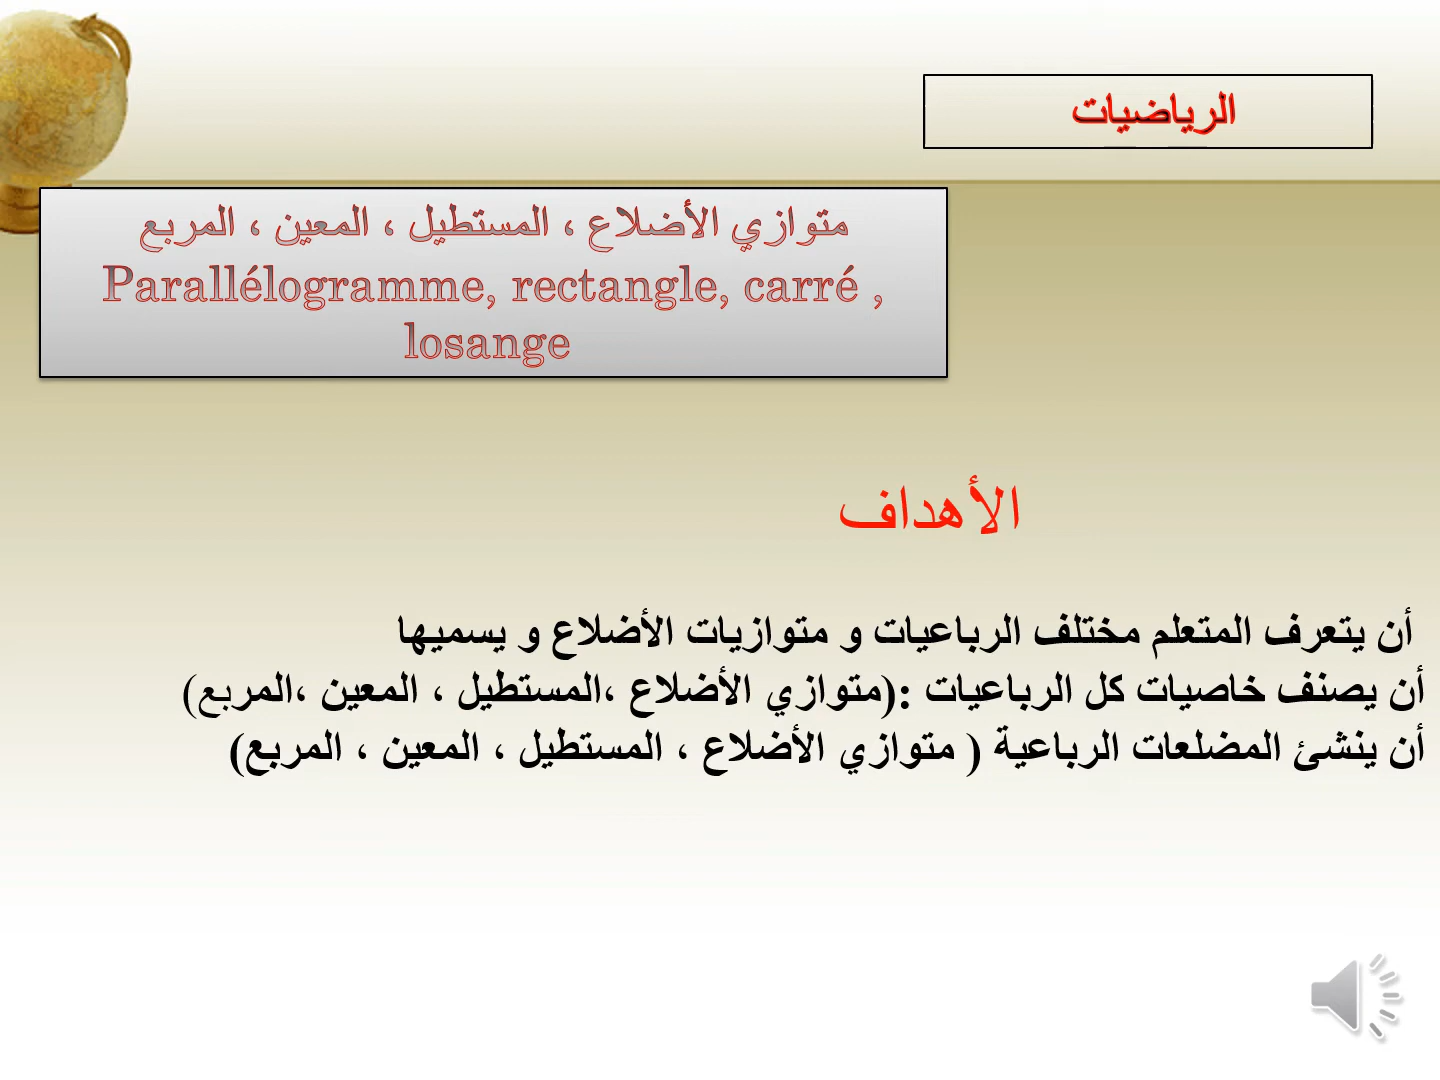 الرياضيات
متوازي الأضلاع ، المستطيل ، المعين ، المربع
Parallélogramme, rectangle, carré ,
losange
الأهداف
أن يتعرف المتعلم مختلف الرباعيات و متوازيات الأضلاع و يسميها
أن يصنف خاصيات كل الرباعيات :(متوازي الأضلاع ،المستطيل ، المعين ،المربع)
أن ينشئ المضلعات الرباعية ( متوازي الأضلاع ، المستطيل ، المعين ، المربع)